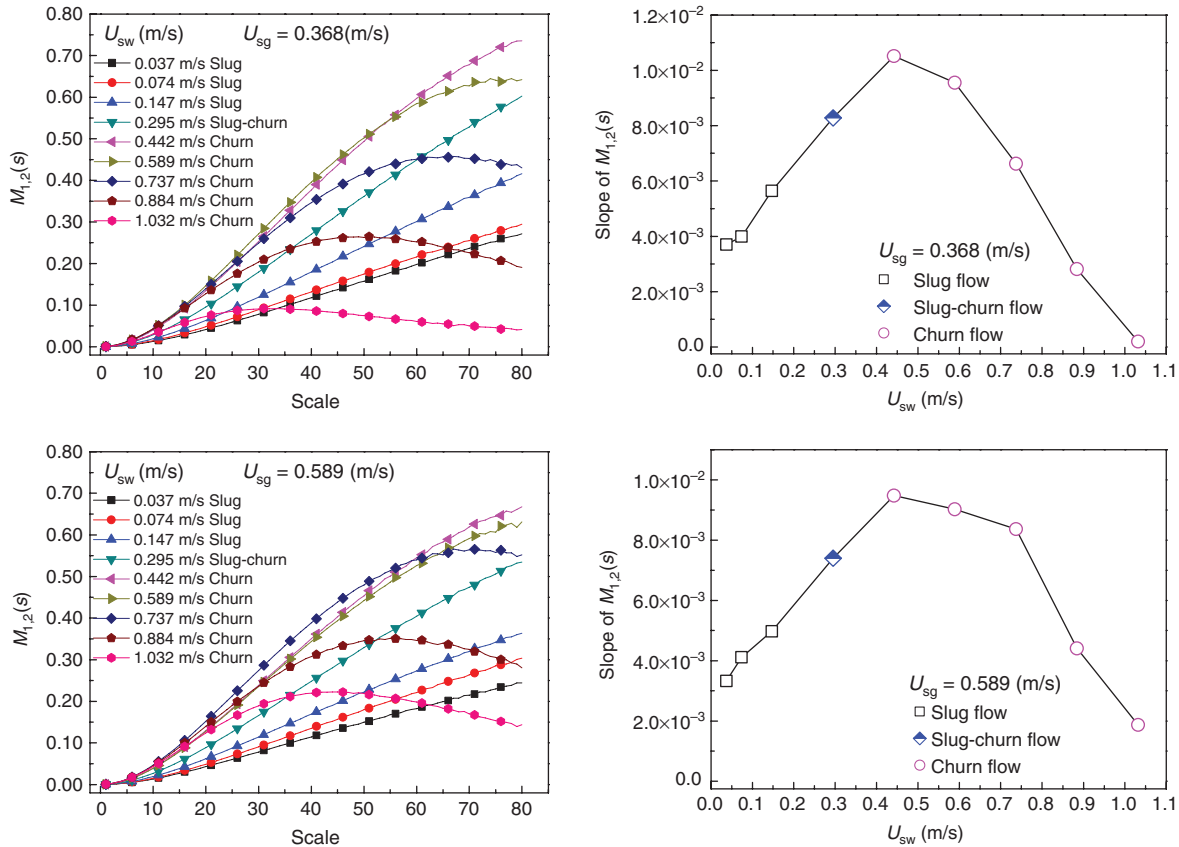 U_sw (m/s) U_sg = 0.368(m/s)
0.037 m/s Slug
0.074 m/s Slug
0.147 m/s Slug
0.295 m/s Slug-churn
0.442 m/s Churn
0.589 m/s Churn
0.737 m/s Churn
0.884 m/s Churn
1.032 m/s Churn
0.80
0.70
0.60
0.50
0.40
0.30
0.20
0.10
0.00
M_{1,2}(s)
0 10 20 30 40 50 60 70 80
Scale
1.2×10⁻²
1.0×10⁻²
8.0×10⁻³
6.0×10⁻³
4.0×10⁻³
2.0×10⁻³
0.0
Slope of M_{1,2}(s)
U_sg = 0.368 (m/s)
Slug flow
Slug-churn flow
Churn flow
0.0 0.1 0.2 0.3 0.4 0.5 0.6 0.7 0.8 0.9 1.0 1.1
U_sw (m/s)
U_sw (m/s) U_sg = 0.589 (m/s)
0.037 m/s Slug
0.074 m/s Slug
0.147 m/s Slug
0.295 m/s Slug-churn
0.442 m/s Churn
0.589 m/s Churn
0.737 m/s Churn
0.884 m/s Churn
1.032 m/s Churn
0.80
0.70
0.60
0.50
0.40
0.30
0.20
0.10
0.00
M_{1,2}(s)
0 10 20 30 40 50 60 70 80
Scale
1.0×10⁻²
8.0×10⁻³
6.0×10⁻³
4.0×10⁻³
2.0×10⁻³
0.0
Slope of M_{1,2}(s)
U_sg = 0.589 (m/s)
Slug flow
Slug-churn flow
Churn flow
0.0 0.1 0.2 0.3 0.4 0.5 0.6 0.7 0.8 0.9 1.0 1.1
U_sw (m/s)